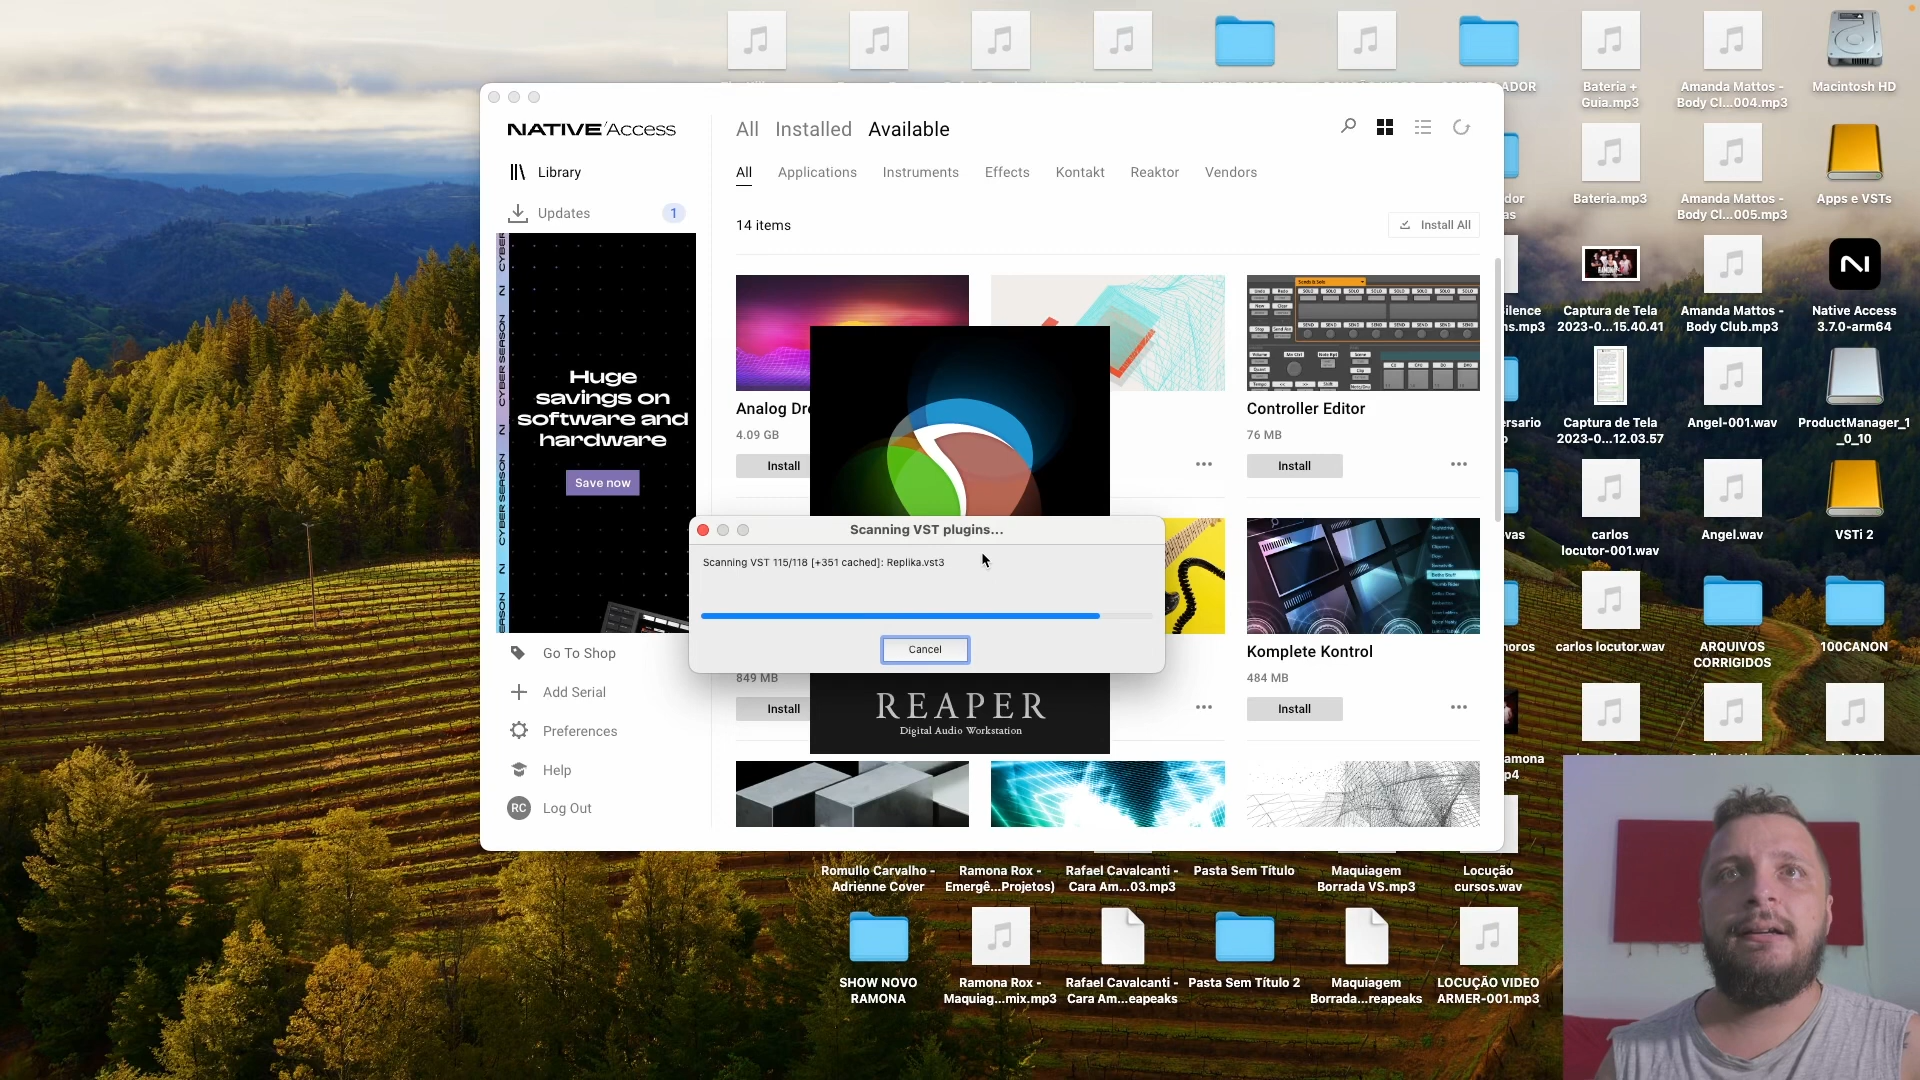 Bateria +
Guia.mp3
Amanda Mattos -
Body Cl...004.mp3
Macintosh HD
Bateria.mp3
Amanda Mattos -
Body Cl...005.mp3
Apps e VSTs
Captura de Tela
2023-0...15.40.41
Amanda Mattos -
Body Club.mp3
Native Access
3.7.0-arm64
Captura de Tela
2023-0...12.03.57
Angel-001.wav
ProductManager_1
_0_10
carlos
locutor-001.wav
Angel.wav
VSTi 2
carlos locutor.wav
ARQUIVOS
CORRIGIDOS
100CANON
NATIVE Access
Library
Updates
1
CYBER SEASON
Huge
savings on
software and
hardware
Save now
Go To Shop
Add Serial
Preferences
Help
RC
Log Out
All
Installed
Available
All
Applications
Instruments
Effects
Kontakt
Reaktor
Vendors
14 items
Install All
Analog Dre
4.09 GB
Install
Controller Editor
76 MB
Install
849 MB
Install
Komplete Kontrol
484 MB
Install
Scanning VST plugins...
Scanning VST 115/118 [+351 cached]: Replika.vst3
Cancel
REAPER
Digital Audio Workstation
Romullo Carvalho -
Adrienne Cover
Ramona Rox -
Emergê...Projetos)
Rafael Cavalcanti -
Cara Am...03.mp3
Pasta Sem Título
Maquiagem
Borrada VS.mp3
Locução
cursos.wav
SHOW NOVO
RAMONA
Ramona Rox -
Maquiag...mix.mp3
Rafael Cavalcanti -
Cara Am...eapeaks
Pasta Sem Título 2
Maquiagem
Borrada...reapeaks
LOCUÇÃO VIDEO
ARMER-001.mp3